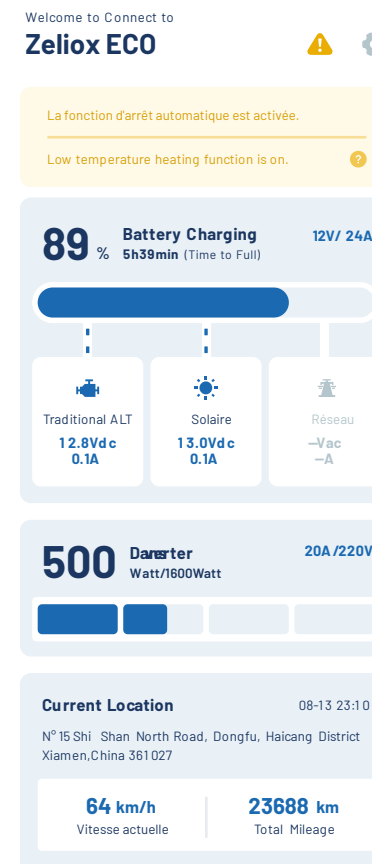 Welcome to Connect to
Zeliox ECO
La fonction d'arrêt automatique est activée.
Low temperature heating function is on.
?
89 %
Battery Charging
5h39min (Time to Full)
12V/ 24A
Traditional ALT
12.8Vdc
0.1A
Solaire
13.0Vdc
0.1A
Réseau
--Vac
--A
500
Watt/1600Watt
20A/220V
Current Location
08-13 23:10
N° 15 Shi Shan North Road, Dongfu, Haicang District
Xiamen,China 361027
64 km/h
Vitesse actuelle
23688 km
Total Mileage